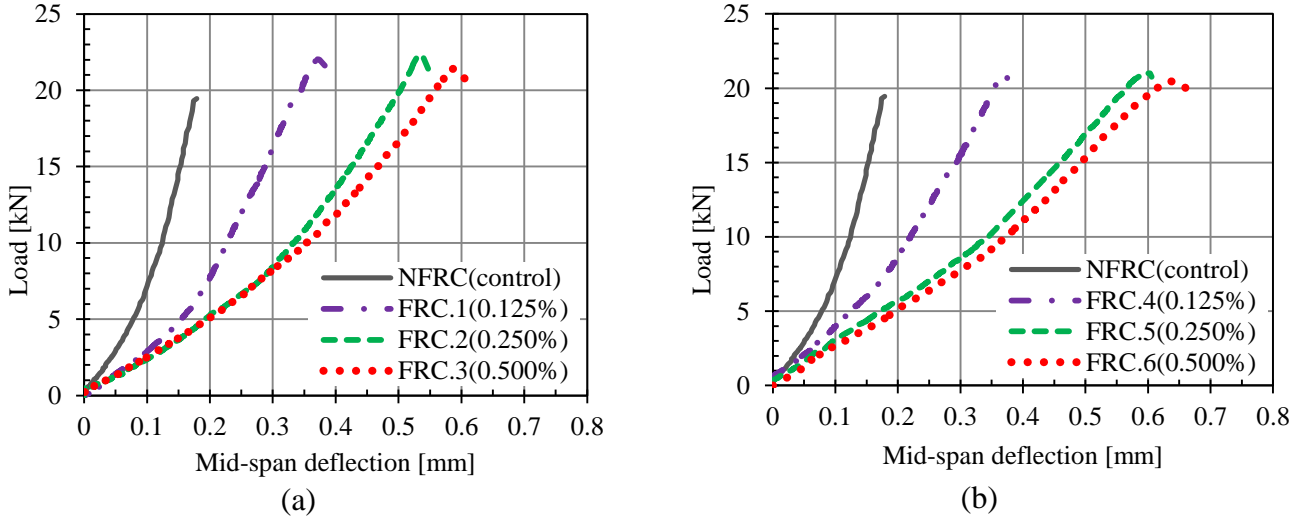 25
20
15
10
5
0
Load [kN]
NFRC(control)
FRC.1(0.125%)
FRC.2(0.250%)
FRC.3(0.500%)
0 0.1 0.2 0.3 0.4 0.5 0.6 0.7 0.8
Mid-span deflection [mm]
(a)
25
20
15
10
5
0
Load [kN]
NFRC(control)
FRC.4(0.125%)
FRC.5(0.250%)
FRC.6(0.500%)
0 0.1 0.2 0.3 0.4 0.5 0.6 0.7 0.8
Mid-span deflection [mm]
(b)